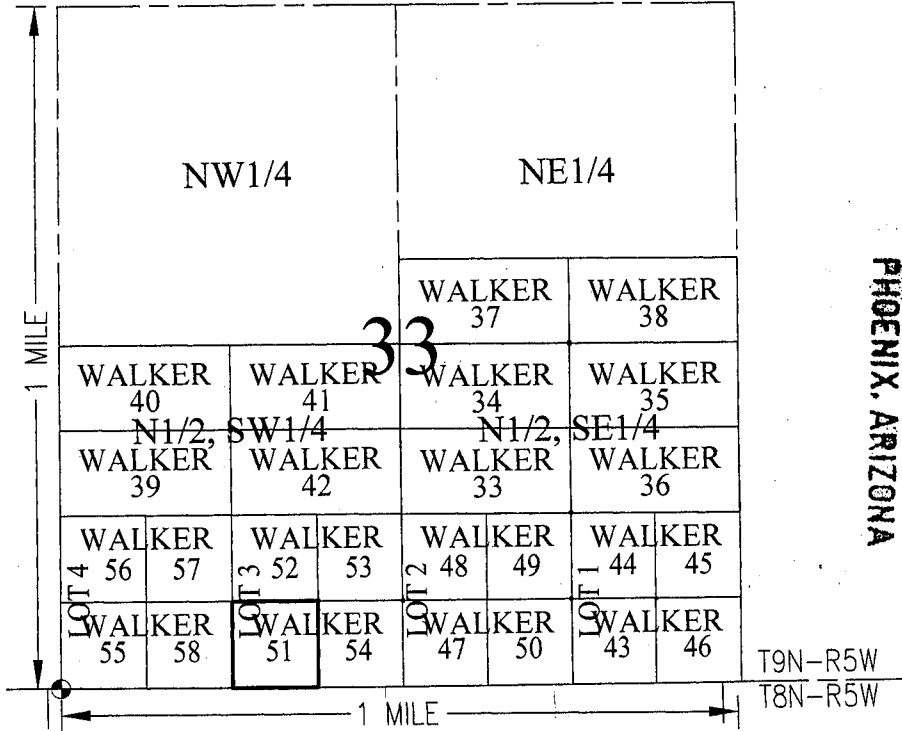 NW1/4
NE1/4
PHOENIX, ARIZONA
1 MILE
WALKER
37
WALKER
38
33
WALKER
40
WALKER
41
WALKER
34
WALKER
35
N1/2, SW1/4
N1/2, SE1/4
WALKER
39
WALKER
42
WALKER
33
WALKER
36
LOT 4
WALKER
56 57
LOT 3
WALKER
52 53
LOT 2
48 49
LOT 1
WALKER
44 45
WALKER
55 58
WALKER
51 54
WALKER
47 50
WALKER
43 46
T9N-R5W
T8N-R5W
1 MILE